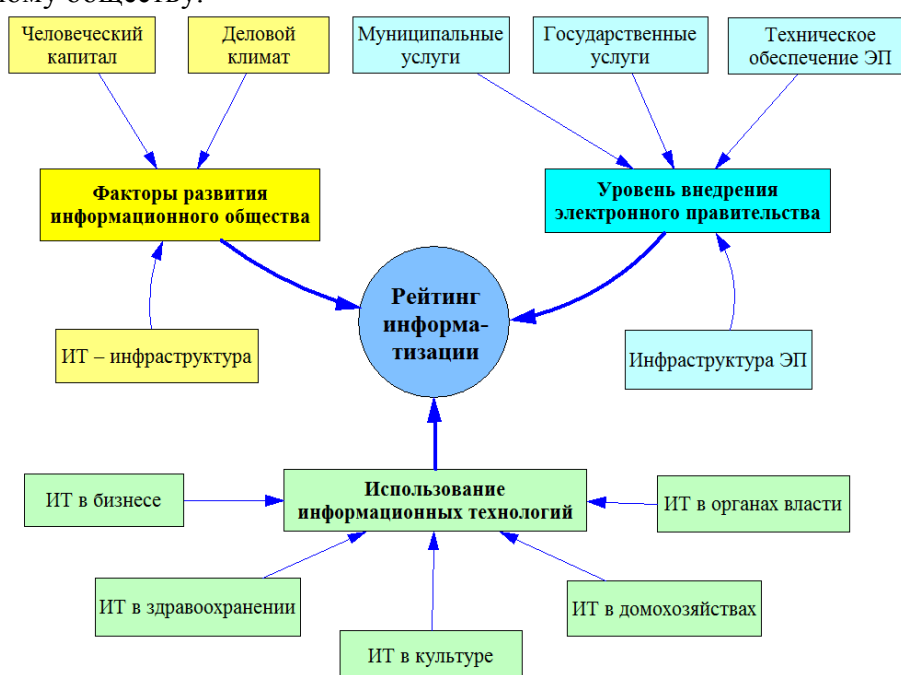 ному обществу.
Человеческий
капитал
Деловой
климат
Муниципальные
услуги
Государственные
услуги
Техническое
обеспечение ЭП
Факторы развития
информационного общества
Уровень внедрения
электронного правительства
Рейтинг
информа-
тизации
ИТ – инфраструктура
Инфраструктура ЭП
Использование
информационных технологий
ИТ в бизнесе
ИТ в органах власти
ИТ в здравоохранении
ИТ в домохозяйствах
ИТ в культуре